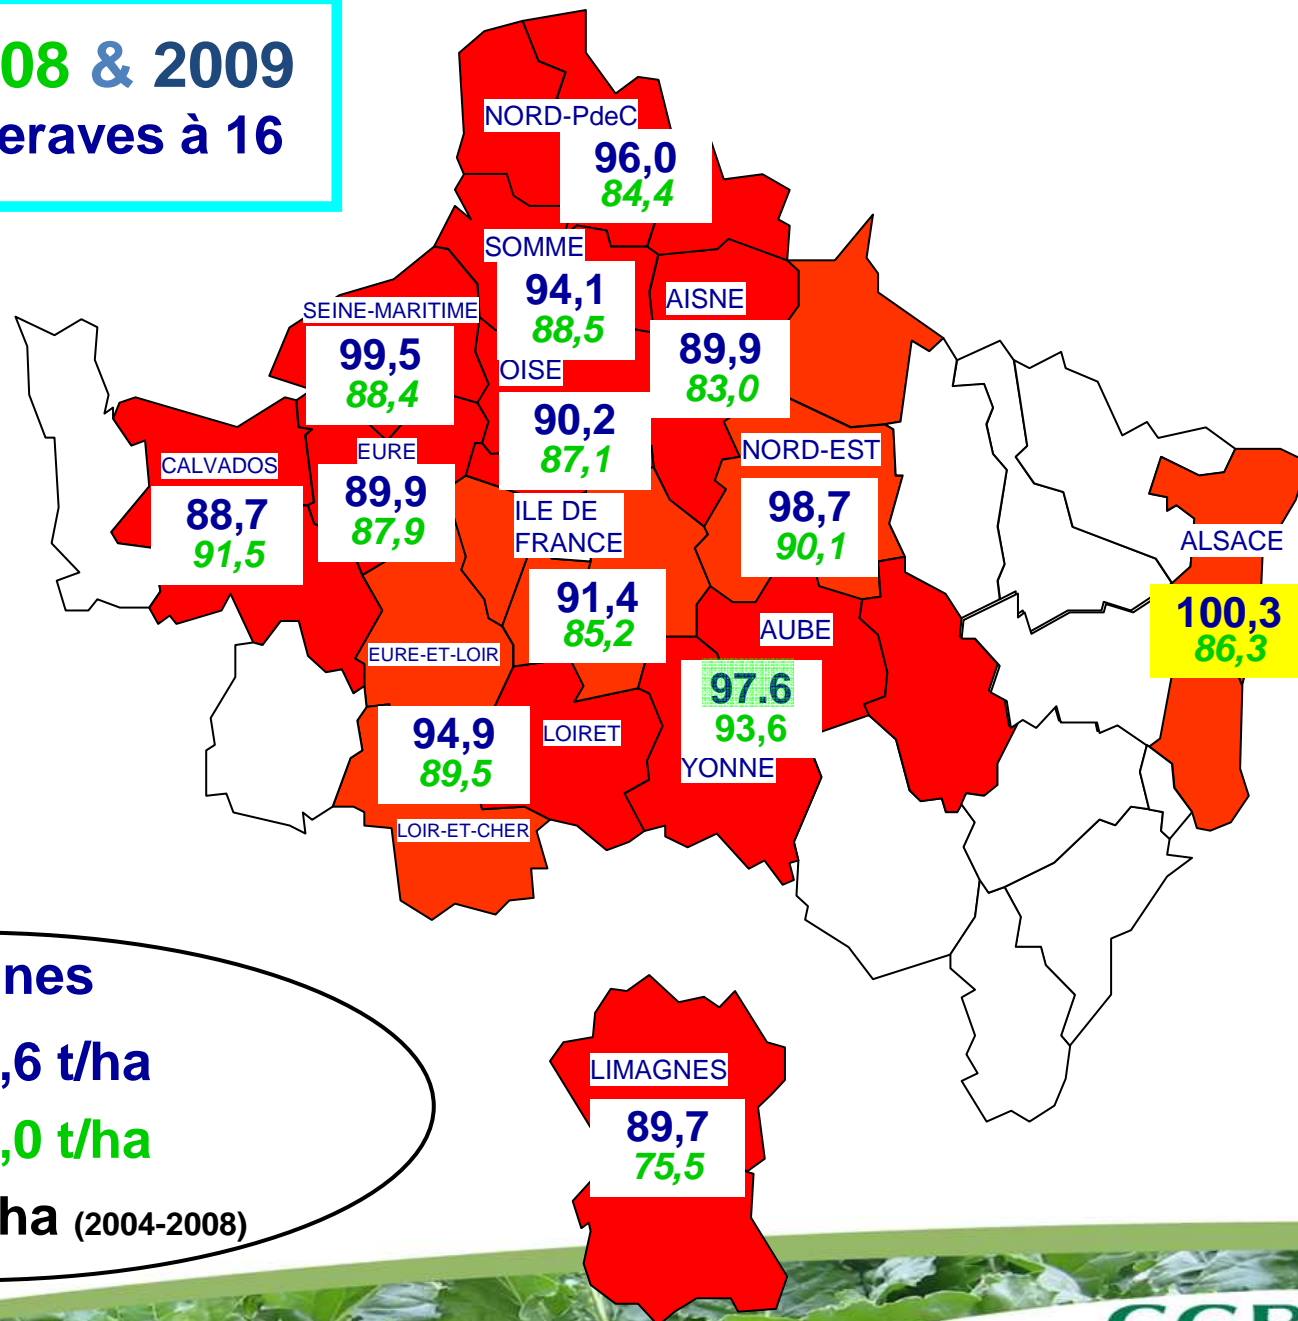 08 & 2009
eraves à 16
NORD-PdeC
96,0
84,4
SOMME
94,1
88,5
AISNE
89,9
83,0
SEINE-MARITIME
99,5
88,4
OISE
90,2
87,1
NORD-EST
98,7
90,1
CALVADOS
88,7
91,5
EURE
89,9
87,9
ILE DE
FRANCE
91,4
85,2
ALSACE
100,3
86,3
AUBE
97.6
93,6
YONNE
EURE-ET-LOIR
94,9
89,5
LOIR-ET-CHER
LOIRET
nes
,6 t/ha
,0 t/ha
ha (2004-2008)
LIMAGNES
89,7
75,5